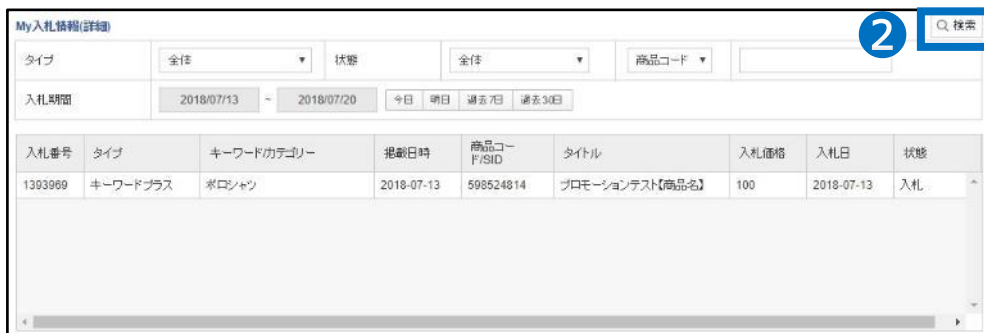 My入札情報(詳細)
2
検索
タイプ 全体 状態 全体 商品コード
入札期間 2018/07/13 ~ 2018/07/20 今日 明日 過去7日 過去30日
入札番号 タイプ キーワード/カテゴリー 掲載日時 商品コード/SID タイトル 入札価格 入札日 状態
1393969 キーワードプラス ポロシャツ 2018-07-13 598524814 プロモーションテスト【商品名】 100 2018-07-13 入札